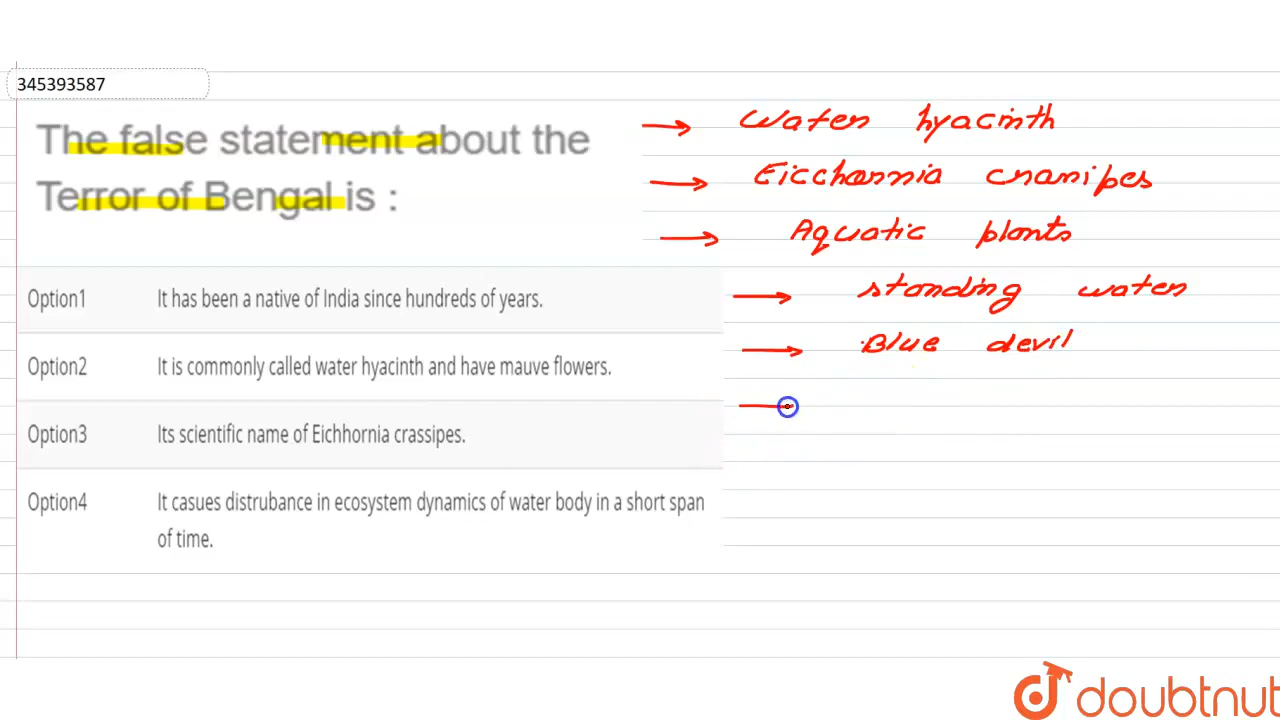 345393587
The false statement about the
Terror of Bengal is :
Option1 It has been a native of India since hundreds of years.
Option2 It is commonly called water hyacinth and have mauve flowers.
Option3 Its scientific name of Eichhornia crassipes.
Option4 It casues distrubance in ecosystem dynamics of water body in a short span
of time.
→ Water hyacinth
→ Eicchornia cramipes
→ Aquatic plants
→ standing water
→ Blue devil
doubtnut